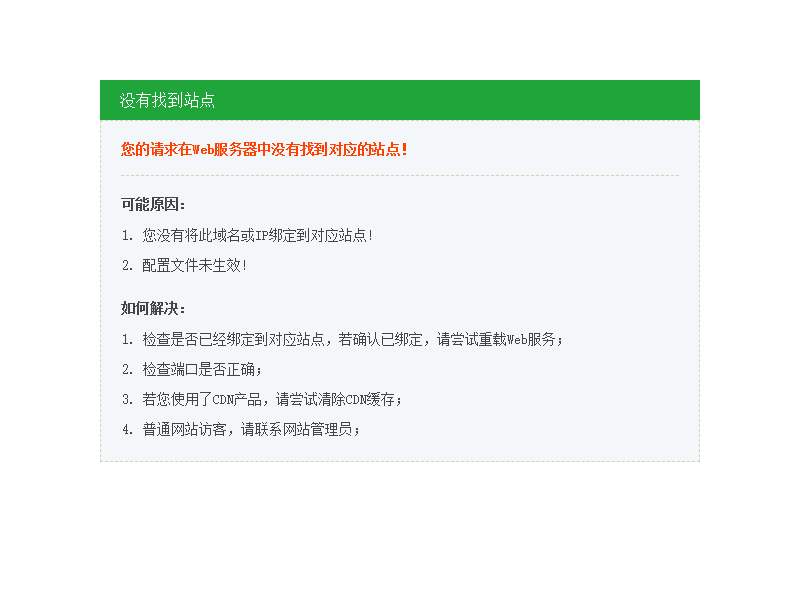 没有找到站点
您的请求在Web服务器中没有找到对应的站点！
可能原因：
1. 您没有将此域名或IP绑定到对应站点!
2. 配置文件未生效!
如何解决：
1. 检查是否已经绑定到对应站点，若确认已绑定，请尝试重载Web服务；
2. 检查端口是否正确；
3. 若您使用了CDN产品，请尝试清除CDN缓存；
4. 普通网站访客，请联系网站管理员；